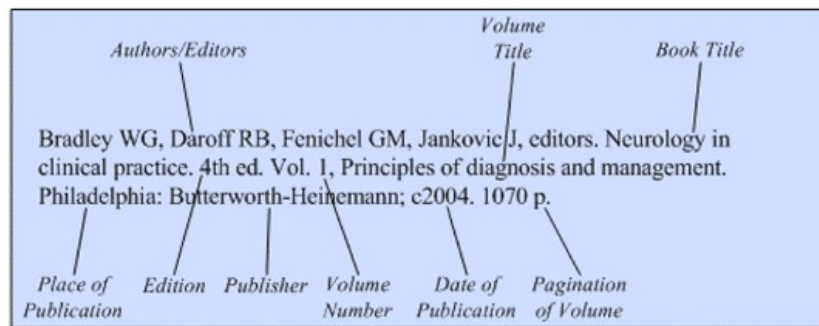 Volume
Authors/Editors Title Book Title
Bradley WG, Daroff RB, Fenichel GM, Jankovic J, editors. Neurology in
clinical practice. 4th ed. Vol. 1, Principles of diagnosis and management.
Philadelphia: Butterworth-Heinemann; c2004. 1070 p.
Place of Edition Publisher Volume Date of Pagination
Publication Number Publication of Volume